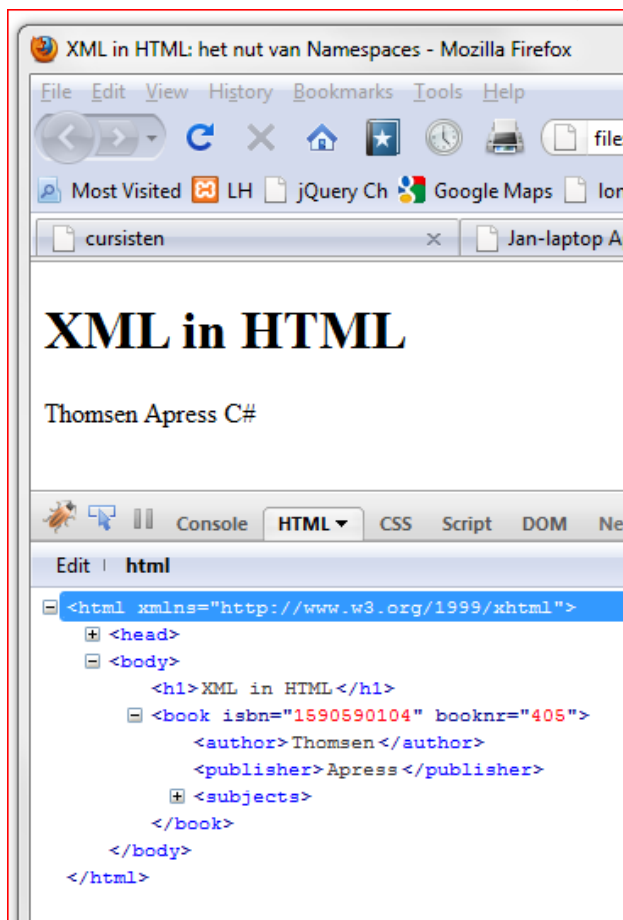 XML in HTML: het nut van Namespaces - Mozilla Firefox
File Edit View History Bookmarks Tools Help
Most Visited LH jQuery Ch Google Maps
cursisten Jan-laptop
XML in HTML
Thomsen Apress C#
Console HTML CSS Script DOM
Edit html
<html xmlns="http://www.w3.org/1999/xhtml">
<head>
<body>
<h1>XML in HTML</h1>
<book isbn="1590590104" booknr="405">
<author>Thomsen</author>
<publisher>Apress</publisher>
<subjects>
</book>
</body>
</html>